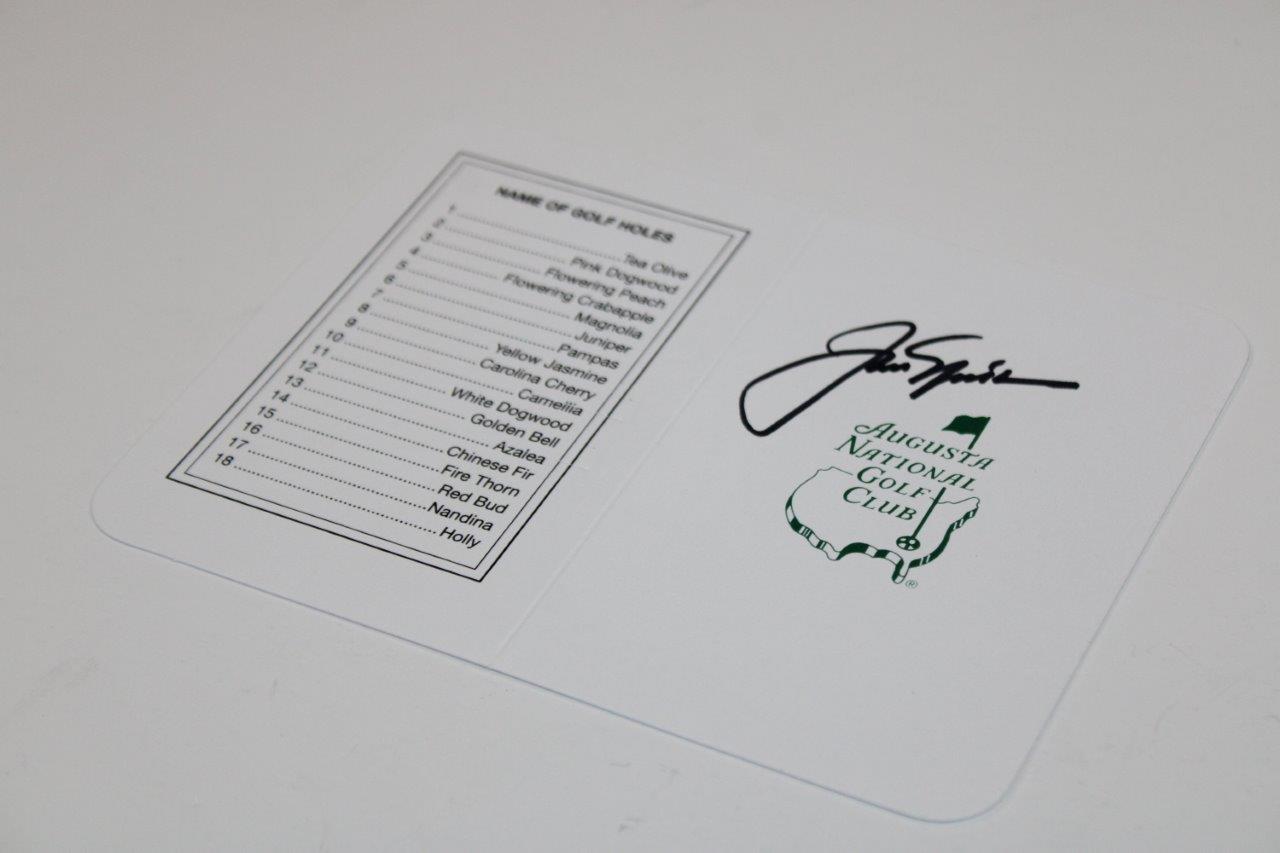 NAME OF GOLF HOLES
1 ........................................ Tea Olive
2 .............................. Pink Dogwood
3 ........................ Flowering Peach
4 ................... Flowering Crabapple
5 ........................................ Magnolia
6 ........................................ Juniper
7 ........................................ Pampas
8 .............................. Yellow Jasmine
9 .......................... Carolina Cherry
10 ...................................... Camellia
11 .......................... White Dogwood
12 ............................... Golden Bell
13 ........................................ Azalea
14 ............................... Chinese Fir
15 ................................. Fire Thorn
16 .................................... Red Bud
17 ..................................... Nandina
18 ........................................ Holly
AUGUSTA
NATIONAL
GOLF
CLUB
®